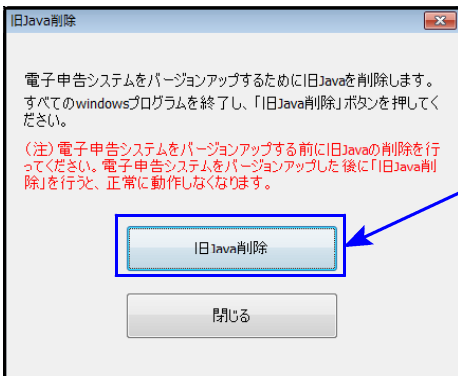 旧Java削除
電子申告システムをバージョンアップするために旧Javaを削除します。
すべてのwindowsプログラムを終了し、「旧Java削除」ボタンを押してく
ださい。
（注）電子申告システムをバージョンアップする前に旧Javaの削除を行
ってください。電子申告システムをバージョンアップした後に「旧Java削
除」を行うと、正常に動作しなくなります。
旧Java削除
閉じる